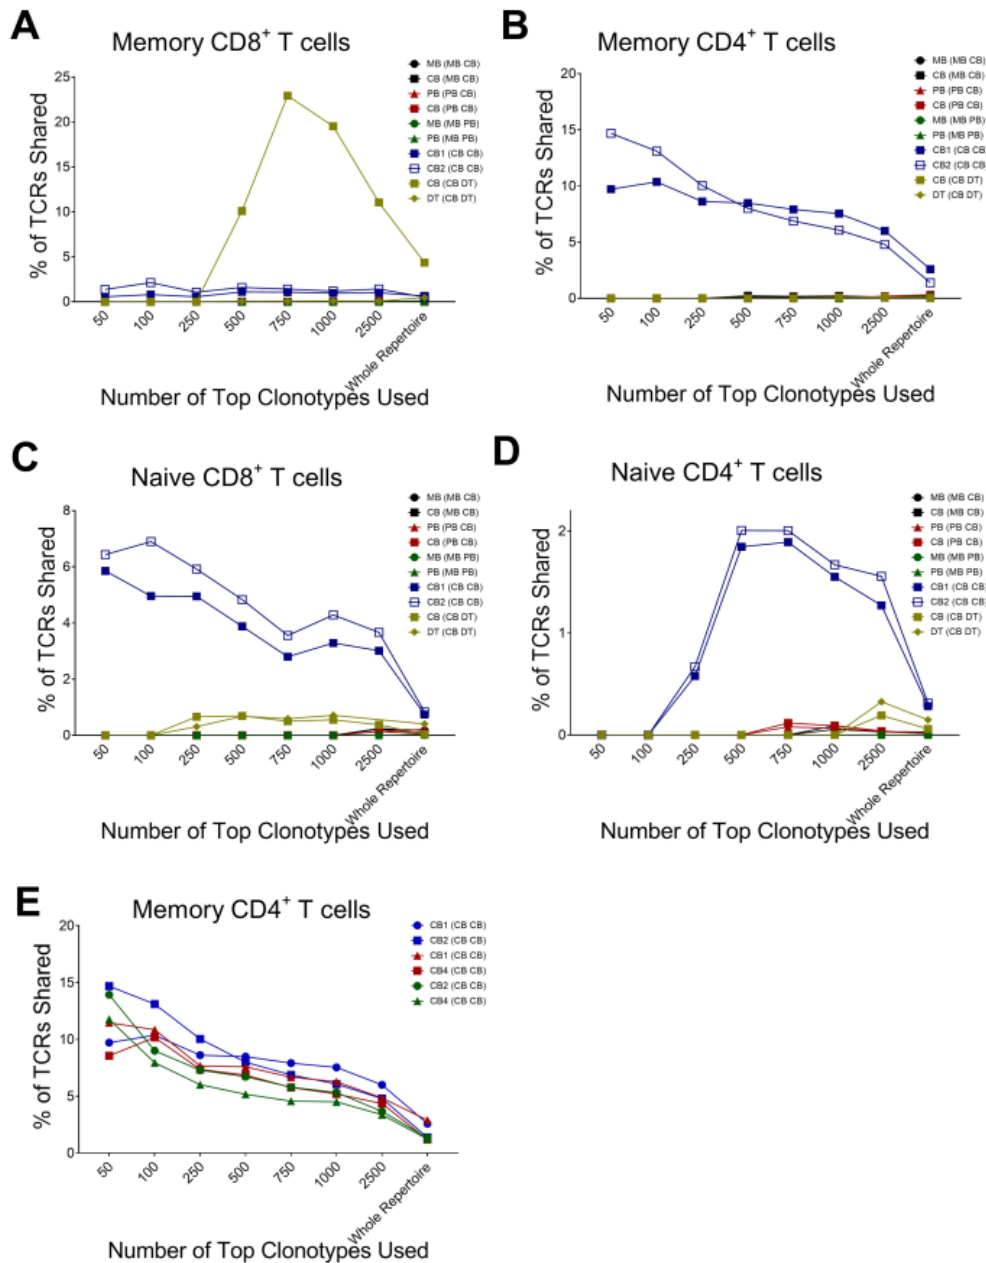 A
Memory CD8+ T cells
MB (MB CB)
CB (MB CB)
PB (PB CB)
CB (PB CB)
MB (MB PB)
PB (MB PB)
CB1 (CB CB)
CB2 (CB CB)
CB (CB DT)
DT (CB DT)
% of TCRs Shared
25
20
15
10
5
0
50 100 250 500 750 1000 2500 Whole Repertoire
Number of Top Clonotypes Used
B
Memory CD4+ T cells
MB (MB CB)
CB (MB CB)
PB (PB CB)
CB (PB CB)
MB (MB PB)
PB (MB PB)
CB1 (CB CB
CB2 (CB CB
CB (CB DT)
DT (CB DT)
% of TCRs Shared
20
15
10
5
0
50 100 250 500 750 1000 2500 Whole Repertoire
Number of Top Clonotypes Used
C
Naive CD8+ T cells
MB (MB CB)
CB (MB CB)
PB (PB CB)
CB (PB CB)
MB (MB PB)
PB (MB PB)
CB1 (CB CB)
CB2 (CB CB)
CB (CB DT)
DT (CB DT)
% of TCRs Shared
8
6
4
2
0
50 100 250 500 750 1000 2500 Whole Repertoire
Number of Top Clonotypes Used
D
Naive CD4+ T cells
MB (MB CB)
CB (MB CB)
PB (PB CB)
CB (PB CB)
MB (MB PB)
PB (MB PB)
CB1 (CB CB)
CB2 (CB CB)
CB (CB DT)
DT (CB DT)
% of TCRs Shared
2
1
0
50 100 250 500 750 1000 2500 Whole Repertoire
Number of Top Clonotypes Used
E
Memory CD4+ T cells
CB1 (CB CB)
CB2 (CB CB)
CB1 (CB CB)
CB4 (CB CB)
CB2 (CB CB)
CB4 (CB CB)
% of TCRs Shared
20
15
10
5
0
50 100 250 500 750 1000 2500 Whole Repertoire
Number of Top Clonotypes Used